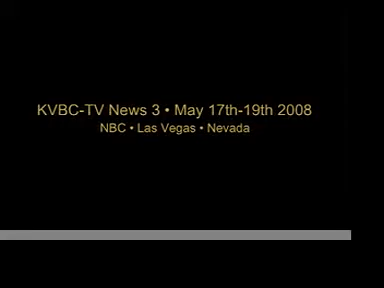 KVBC-TV News 3 • May 17th-19th 2008
NBC • Las Vegas • Nevada